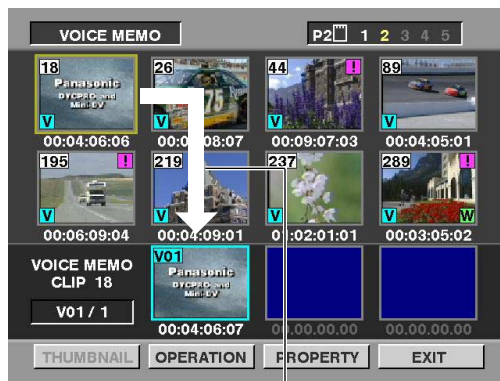 VOICE MEMO
P2 1 2 3 4 5
18 26 44 ! 89
Panasonic
DVCPRO and
Mini-DV
75
V V V V
00:04:06:06 00:0 08:07 00:09:07:03 00:04:05:01
195 ! 219 237 289 !
V V V V W
00:06:09:04 00:04:09:01 01:02:01:01 00:03:05:02
VOICE MEMO
CLIP 18
V01 / 1
V01
Panasonic
DVCPRO and
Mini-DV
00:04:06:07 00.00.00.00 00.00.00.00
THUMBNAIL OPERATION PROPERTY EXIT